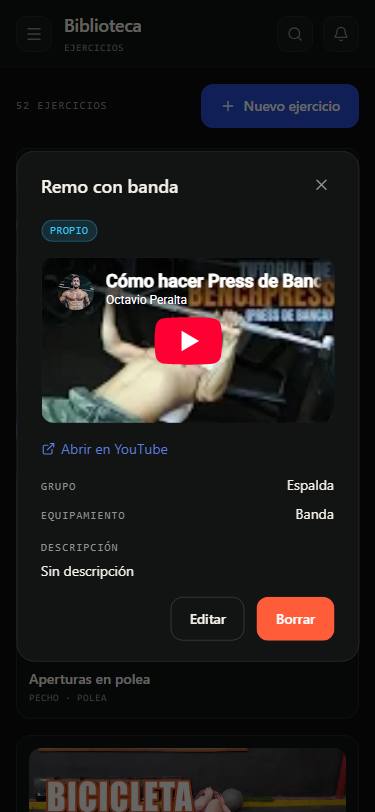 Biblioteca
EJERCICIOS
52 EJERCICIOS
+ Nuevo ejercicio
Remo con banda
PROPIO
Cómo hacer Press de Banc
Octavio Peralta
TUTORIAL DE
BENCHPRESS
(PRESS DE BANCA)
Abrir en YouTube
GRUPO Espalda
EQUIPAMIENTO Banda
DESCRIPCIÓN
Sin descripción
Editar Borrar
Aperturas en polea
PECHO · POLEA
BICICLETA